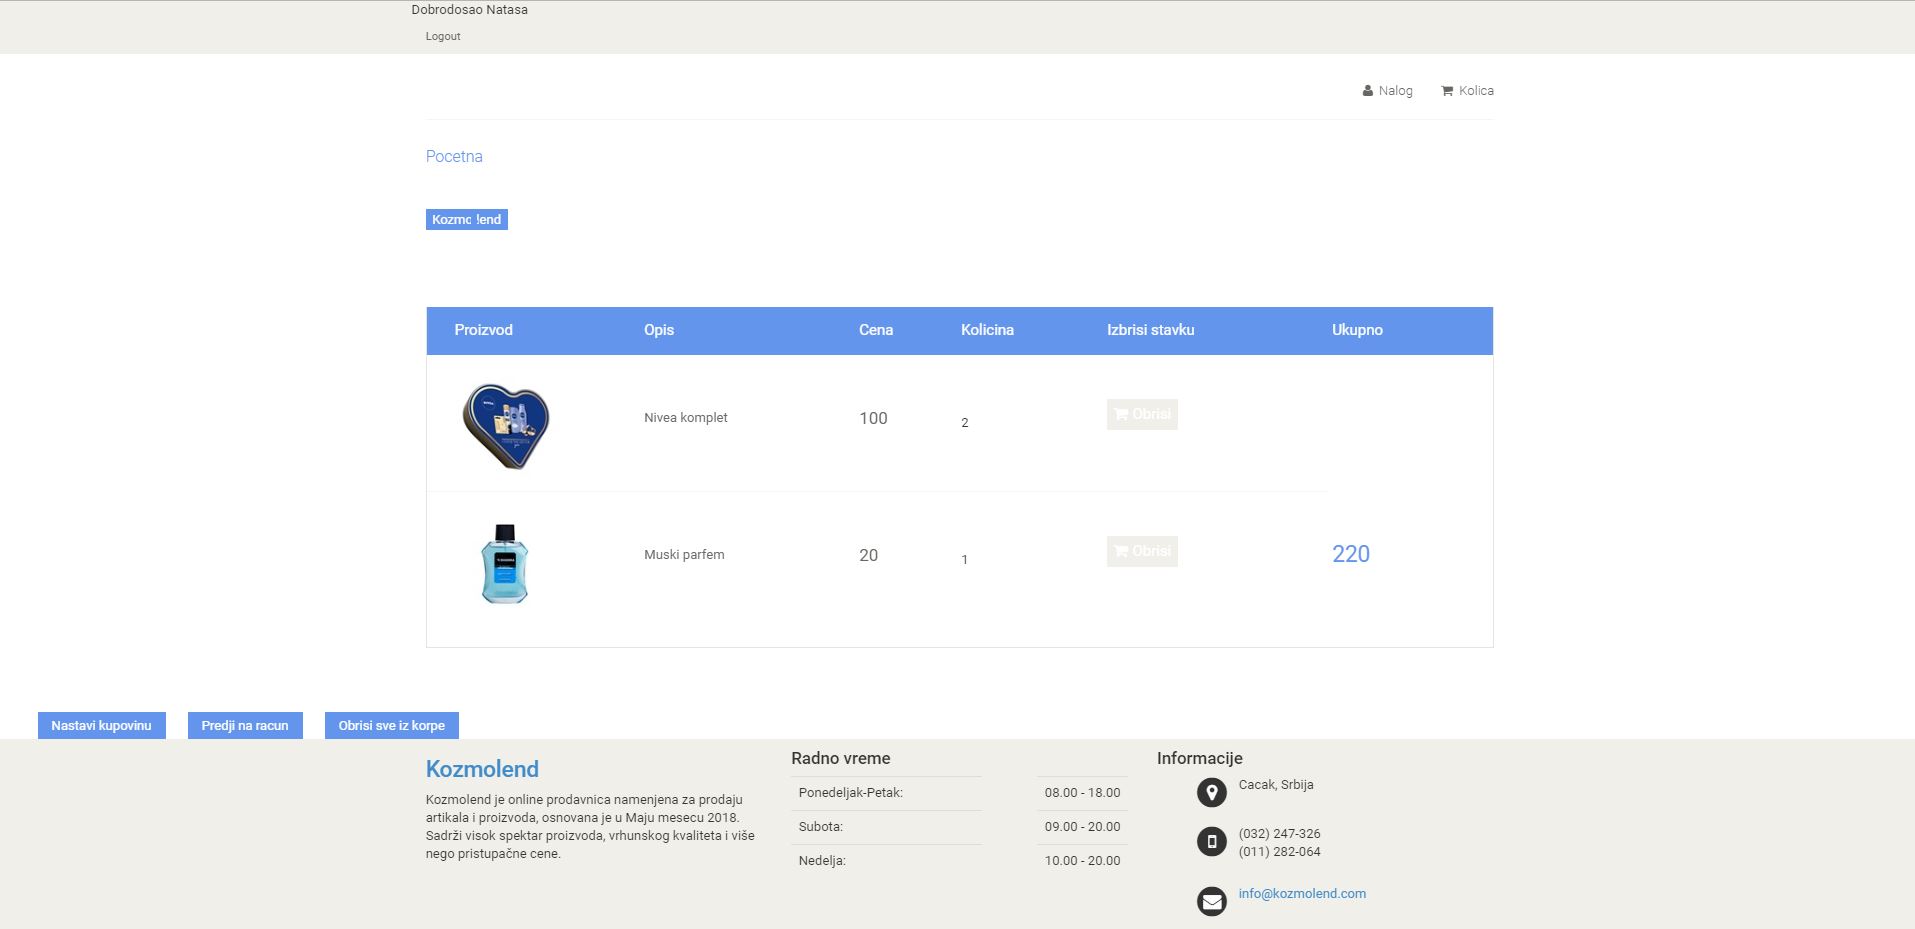 Dobrodosao Natasa
Logout
Nalog Kolica
Pocetna
Kozmolend
Proizvod Opis Cena Kolicina Izbrisi stavku Ukupno
Nivea komplet 100 2 Obrisi
Muski parfem 20 1 Obrisi 220
Nastavi kupovinu Predji na racun Obrisi sve iz korpe
Kozmolend
Kozmolend je online prodavnica namenjena za prodaju
artikala i proizvoda, osnovana je u Maju mesecu 2018.
Sadrži visok spektar proizvoda, vrhunskog kvaliteta i više
nego pristupačne cene.
Radno vreme
Ponedeljak-Petak: 08.00 - 18.00
Subota: 09.00 - 20.00
Nedelja: 10.00 - 20.00
Informacije
Cacak, Srbija
(032) 247-326
(011) 282-064
info@kozmolend.com